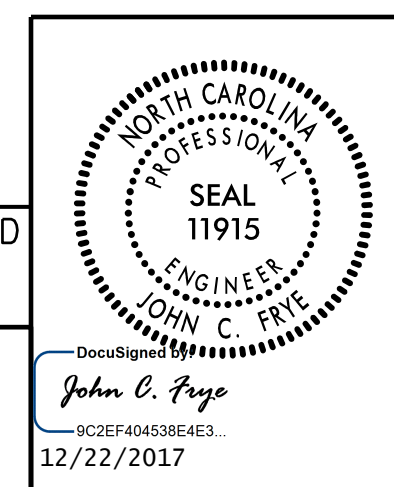 NORTH CAROLINA
PROFESSIONAL
SEAL
11915
ENGINEER
JOHN C. FRYE
D
DocuSigned by:
John C. Frye
9C2EF404538E4E3...
12/22/2017